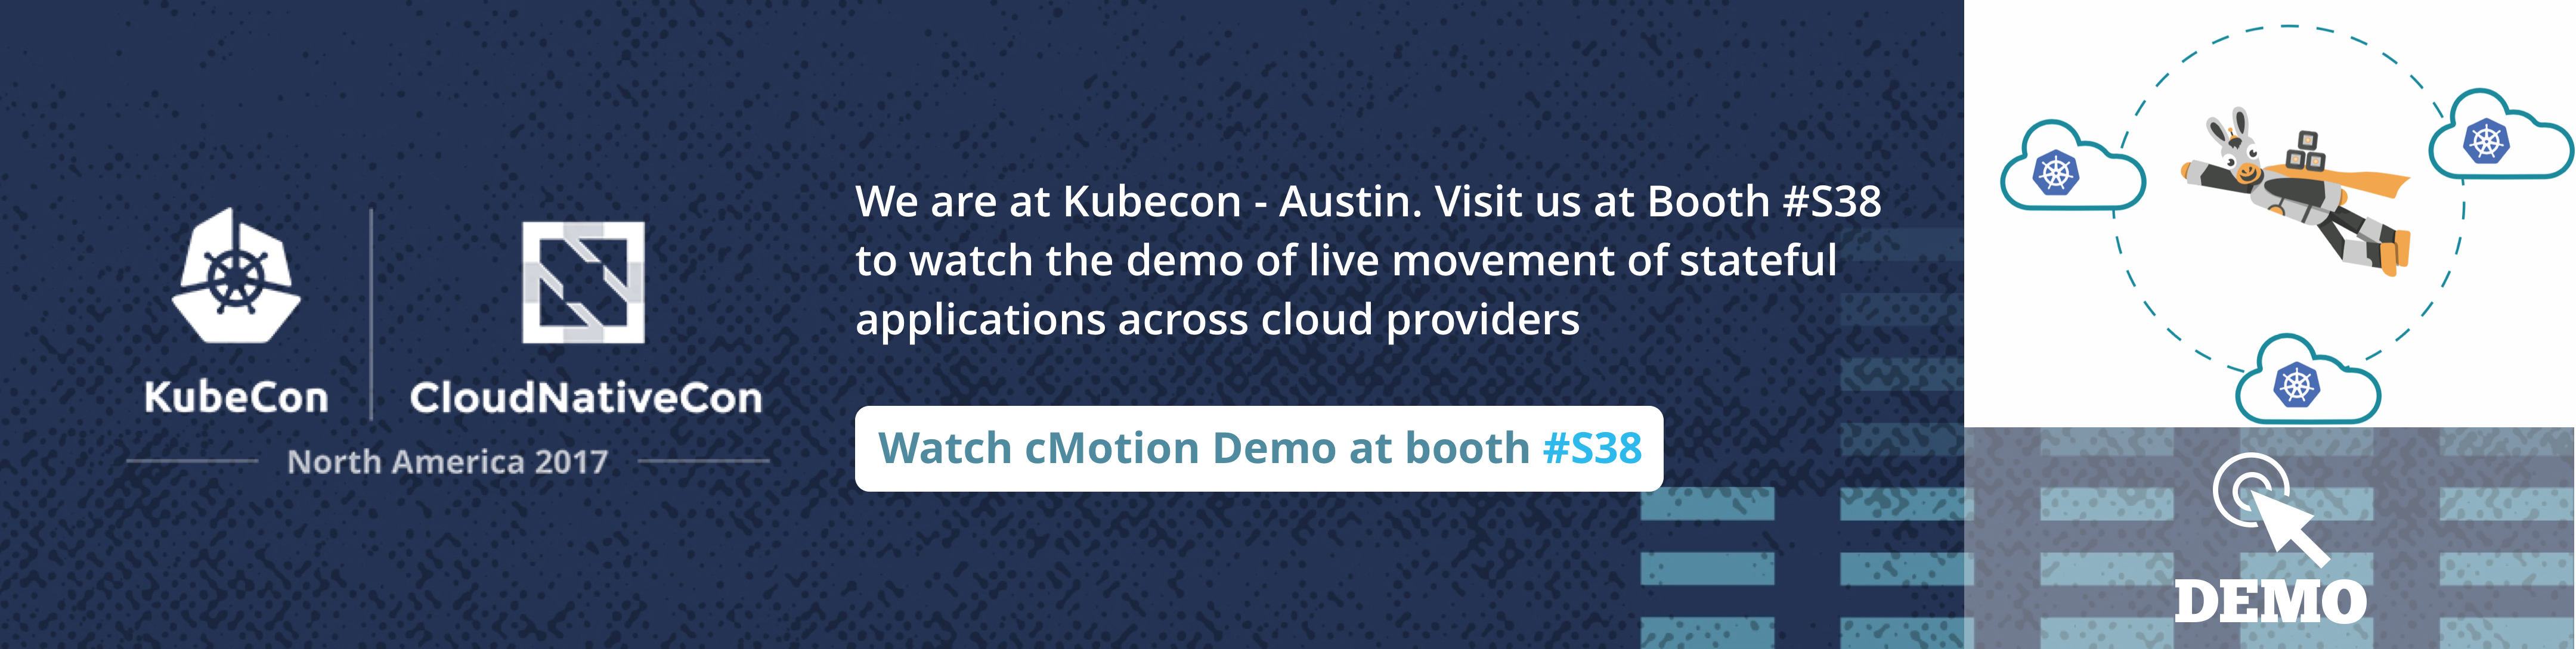 KubeCon
CloudNativeCon
North America 2017
We are at Kubecon - Austin. Visit us at Booth #S38
to watch the demo of live movement of stateful
applications across cloud providers
Watch cMotion Demo at booth #S38
DEMO